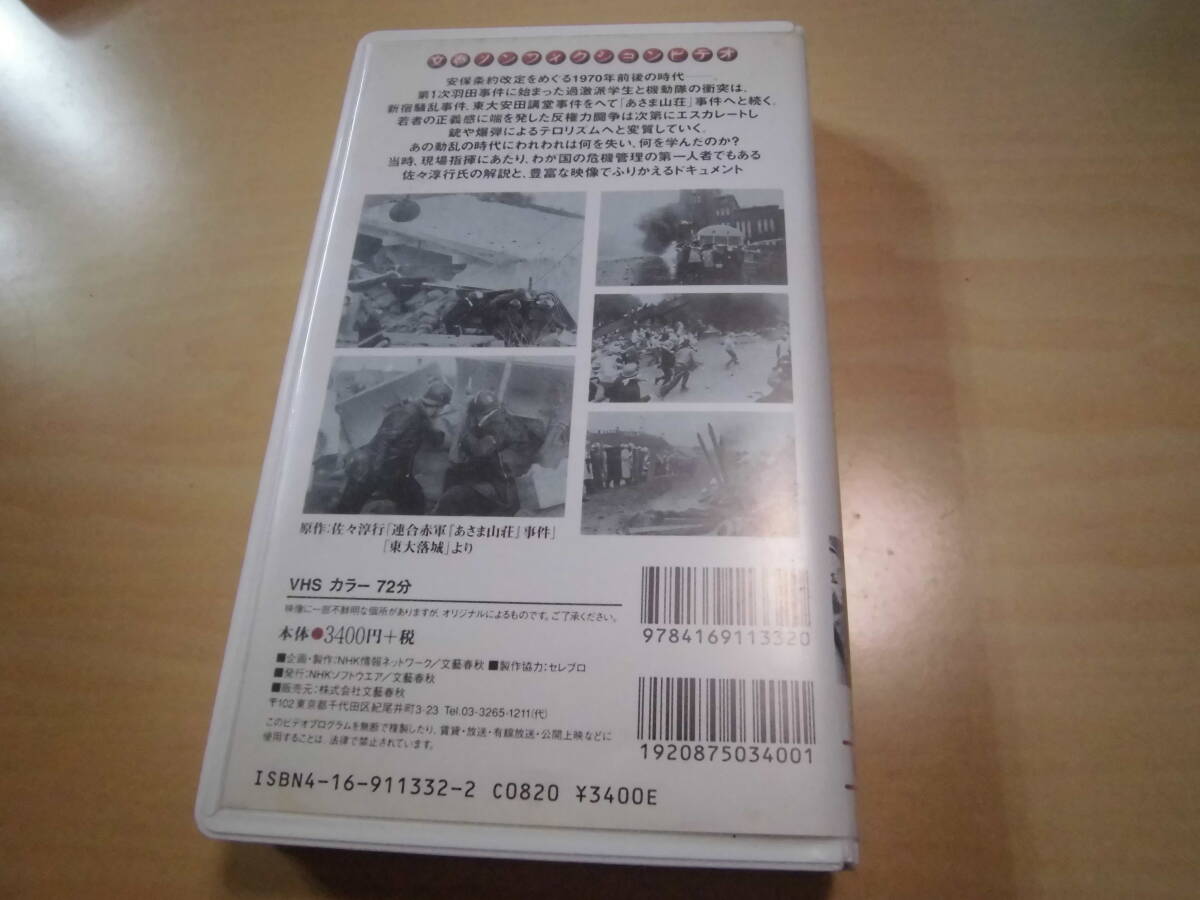 文春ノンフィクションビデオ
安保条約改定をめぐる1970年前後の時代――。
第1次羽田事件に始まった過激派学生と機動隊の衝突は、
新宿騒乱事件、東大安田講堂事件をへて「あさま山荘」事件へと続く。
若者の正義感に端を発した反権力闘争は次第にエスカレートし
銃や爆弾によるテロリズムへと変質していく。
あの動乱の時代にわれわれは何を失い、何を学んだのか?
当時、現場指揮にあたり、わが国の危機管理の第一人者でもある
佐々淳行氏の解説と、豊富な映像でふりかえるドキュメント
原作:佐々淳行「連合赤軍『あさま山荘』事件」
「東大落城」より
VHS カラー 72分
映像に一部不鮮明な個所がありますが、オリジナルによるものです。ご了承ください。
本体●3400円+税
■企画・製作:NHK情報ネットワーク/文藝春秋 ■製作協力:セレブロ
■発行:NHKソフトウエア/文藝春秋
■販売元:株式会社文藝春秋
〒102 東京都千代田区紀尾井町3-23 Tel.03-3265-1211(代)
このビデオプログラムを無断で複製したり、賃貸・放送・有線放送・公開上映などに
使用することは、法律で禁止されています。
9784169113320
1920875034001
ISBN4-16-911332-2 C0820 ¥3400E